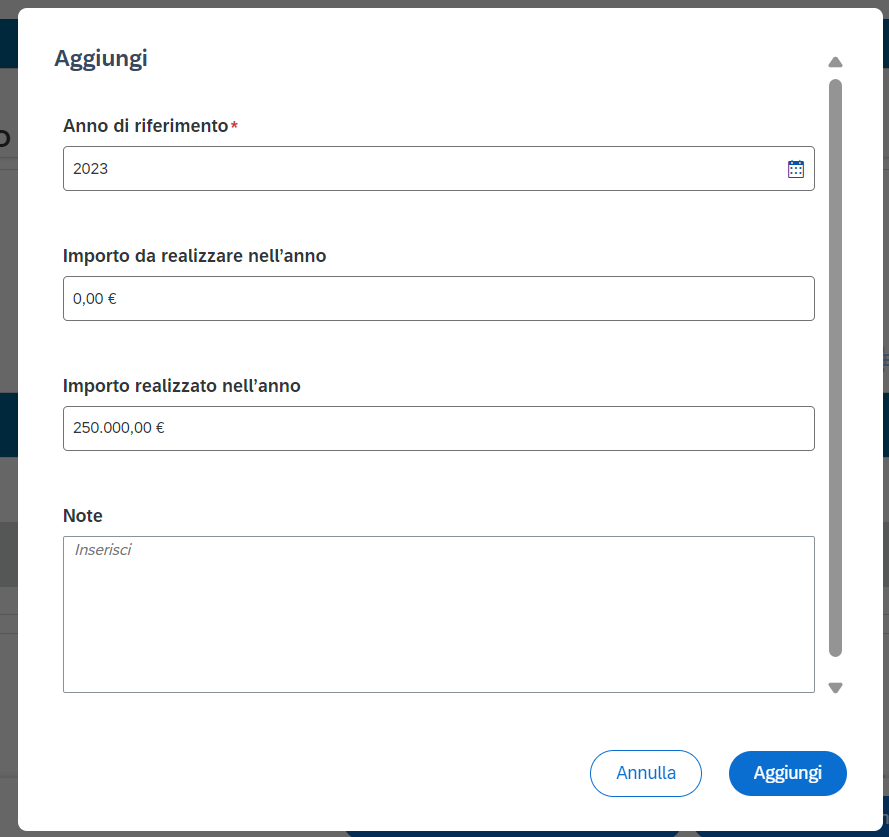 Aggiungi
Anno di riferimento*
2023
Importo da realizzare nell’anno
0,00 €
Importo realizzato nell’anno
250.000,00 €
Note
Inserisci
Annulla
Aggiungi